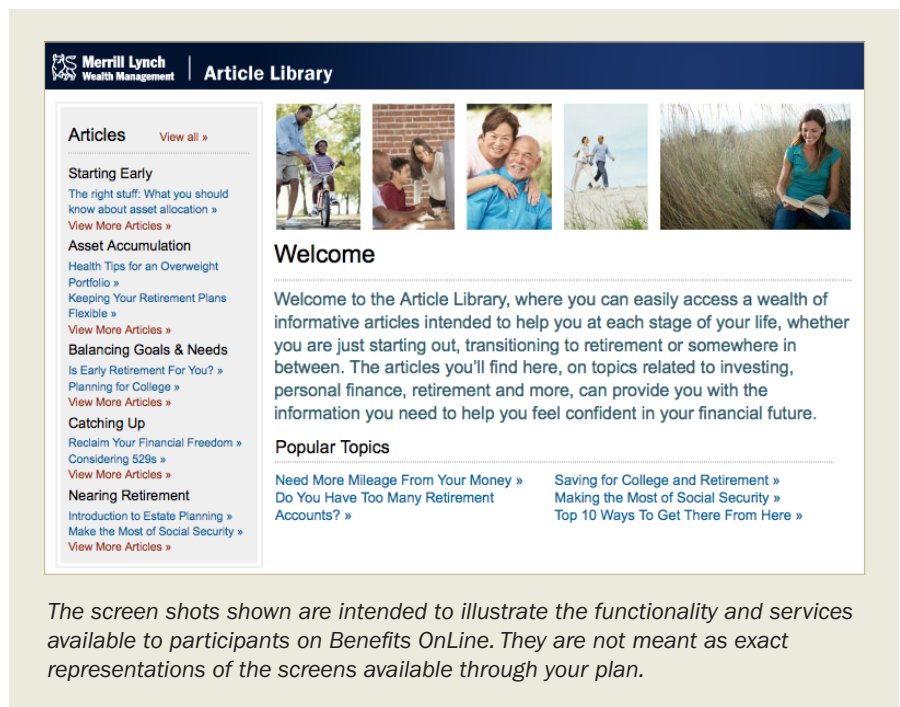 Merrill Lynch
Wealth Management
Article Library
Articles
View all »
Starting Early
The right stuff: What you should
know about asset allocation »
View More Articles »
Asset Accumulation
Health Tips for an Overweight
Portfolio »
Keeping Your Retirement Plans
Flexible »
View More Articles »
Balancing Goals & Needs
Is Early Retirement For You? »
Planning for College »
View More Articles »
Catching Up
Reclaim Your Financial Freedom »
Considering 529s »
View More Articles »
Nearing Retirement
Introduction to Estate Planning »
Make the Most of Social Security »
View More Articles »
Welcome
Welcome to the Article Library, where you can easily access a wealth of
informative articles intended to help you at each stage of your life, whether
you are just starting out, transitioning to retirement or somewhere in
between. The articles you'll find here, on topics related to investing,
personal finance, retirement and more, can provide you with the
information you need to help you feel confident in your financial future.
Popular Topics
Need More Mileage From Your Money »
Do You Have Too Many Retirement
Accounts? »
Saving for College and Retirement »
Making the Most of Social Security »
Top 10 Ways To Get There From Here »
The screen shots shown are intended to illustrate the functionality and services
available to participants on Benefits OnLine. They are not meant as exact
representations of the screens available through your plan.